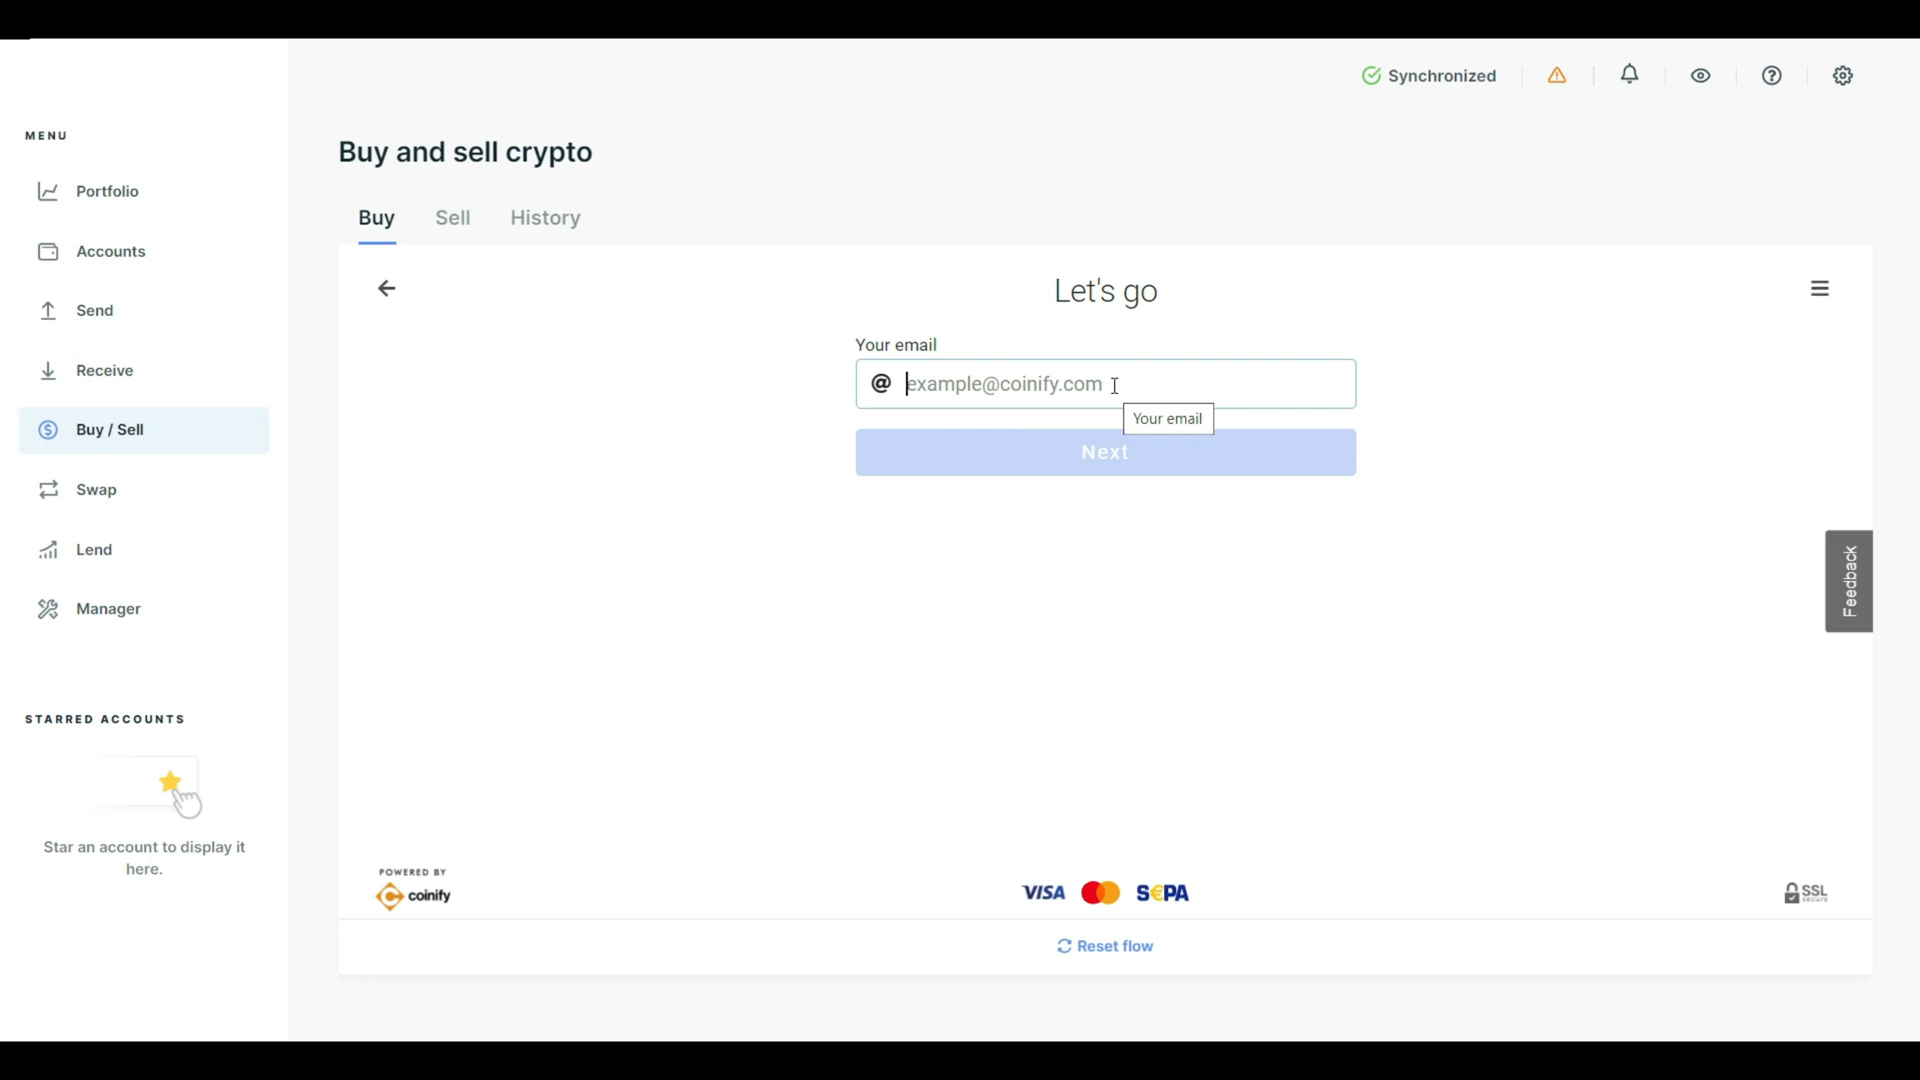 Synchronized
MENU
Portfolio
Accounts
Send
Receive
Buy / Sell
Swap
Lend
Manager
STARRED ACCOUNTS
Star an account to display it
here.
Buy and sell crypto
Buy Sell History
Let's go
Your email
@ example@coinify.com
Your email
Next
Feedback
POWERED BY
coinify
VISA SEPA
SSL
secure
Reset flow